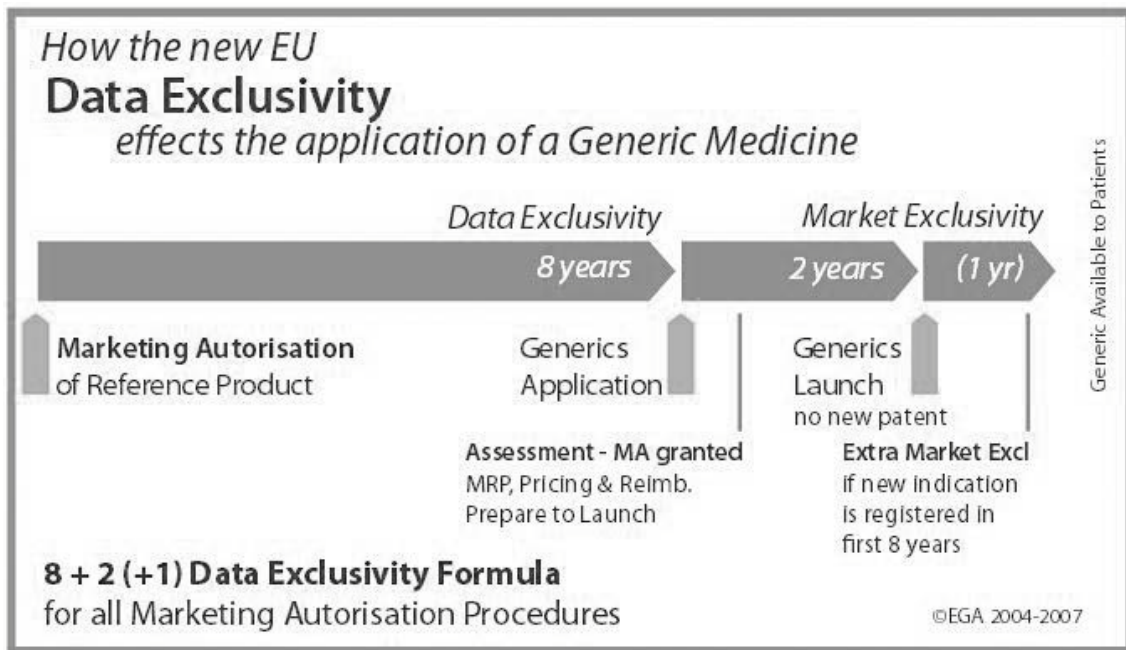 How the new EU
Data Exclusivity
effects the application of a Generic Medicine
Data Exclusivity
Market Exclusivity
8 years
2 years
(1 yr)
Generic Available to Patients
Marketing Autorisation
of Reference Product
Generics
Application
Generics
Launch
no new patent
Assessment - MA granted
MRP, Pricing & Reimb.
Prepare to Launch
Extra Market Excl
if new indication
is registered in
first 8 years
8 + 2 (+1) Data Exclusivity Formula
for all Marketing Autorisation Procedures
©EGA 2004-2007